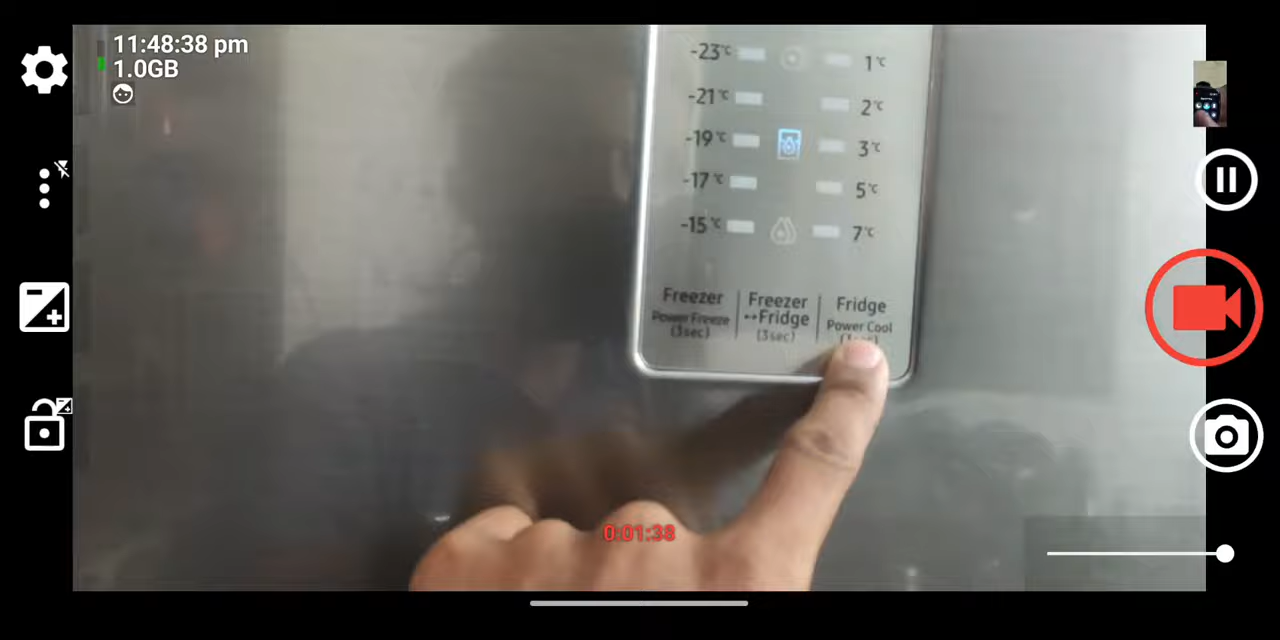 11:48:38 pm
1.0GB
-23°C 1°C
-21°C 2°C
-19°C 3°C
-17°C 5°C
-15°C 7°C
Freezer
Power Freeze
(3sec)
Freezer
↔Fridge
(3sec)
Fridge
Power Cool
0:01:38